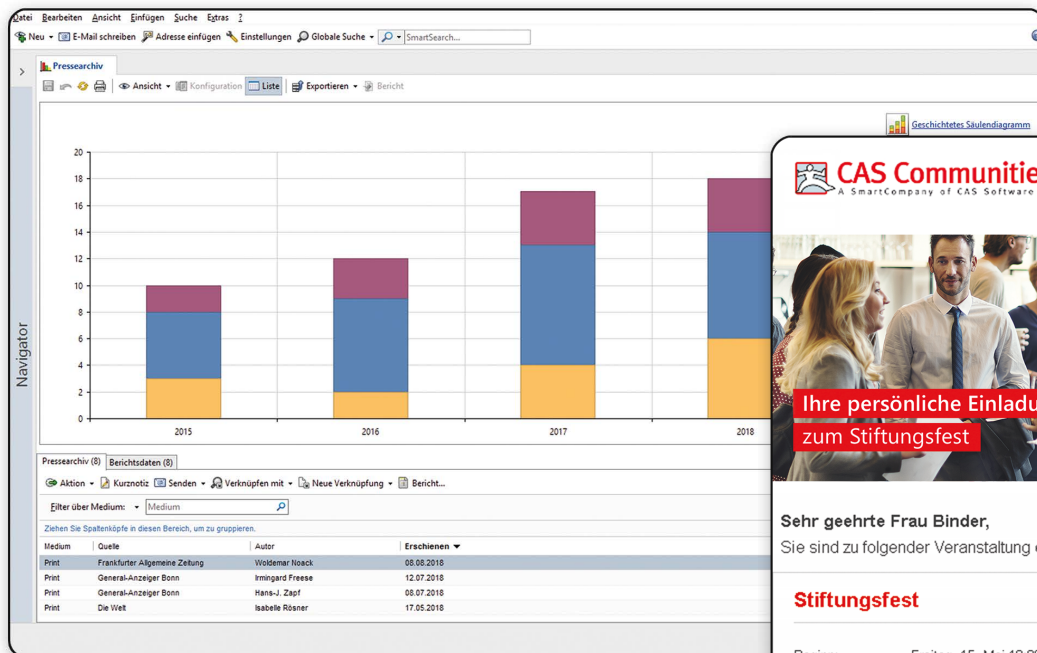 Datei Bearbeiten Ansicht Einfügen Suche Extras ?
Neu E-Mail schreiben Adresse einfügen Einstellungen Globale Suche SmartSearch...
Pressearchiv
Ansicht Konfiguration Liste Exportieren Bericht
Geschichtetes Säulendiagramm
20
18
16
14
12
10
8
6
4
2
0
2015 2016 2017 2018
Navigator
Pressearchiv (8) Berichtsdaten (8)
Aktion Kurznotiz Senden Verknüpfen mit Neue Verknüpfung Bericht...
Filter über Medium: Medium
Ziehen Sie Spaltenköpfe in diesen Bereich, um zu gruppieren.
Medium Quelle Autor Erschienen
Print Frankfurter Allgemeine Zeitung Woldemar Noack 08.08.2018
Print General-Anzeiger Bonn Irmingard Freese 12.07.2018
Print General-Anzeiger Bonn Hans-J. Zapf 08.07.2018
Print Die Welt Isabelle Rösner 17.05.2018
CAS Communitie
A SmartCompany of CAS Software
Ihre persönliche Einladu
zum Stiftungsfest
Sehr geehrte Frau Binder,
Sie sind zu folgender Veranstaltung
Stiftungsfest